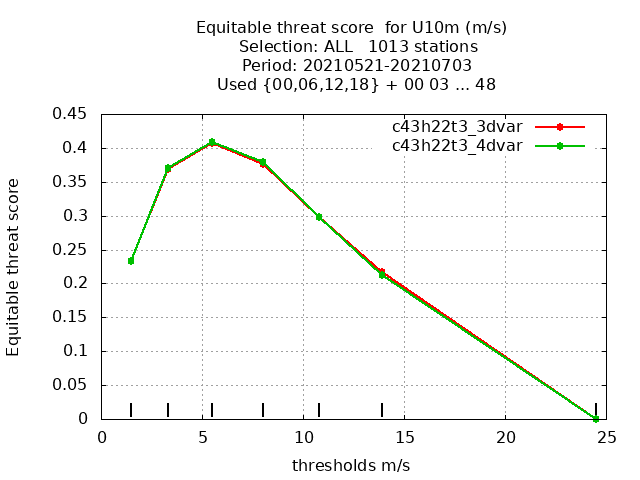 Equitable threat score  for U10m (m/s)
Selection: ALL   1013 stations
Period: 20210521-20210703
Used {00,06,12,18} + 00 03 ... 48
c43h22t3_3dvar
c43h22t3_4dvar
Equitable threat score
0.45
0.4
0.35
0.3
0.25
0.2
0.15
0.1
0.05
0
0 5 10 15 20 25
thresholds m/s